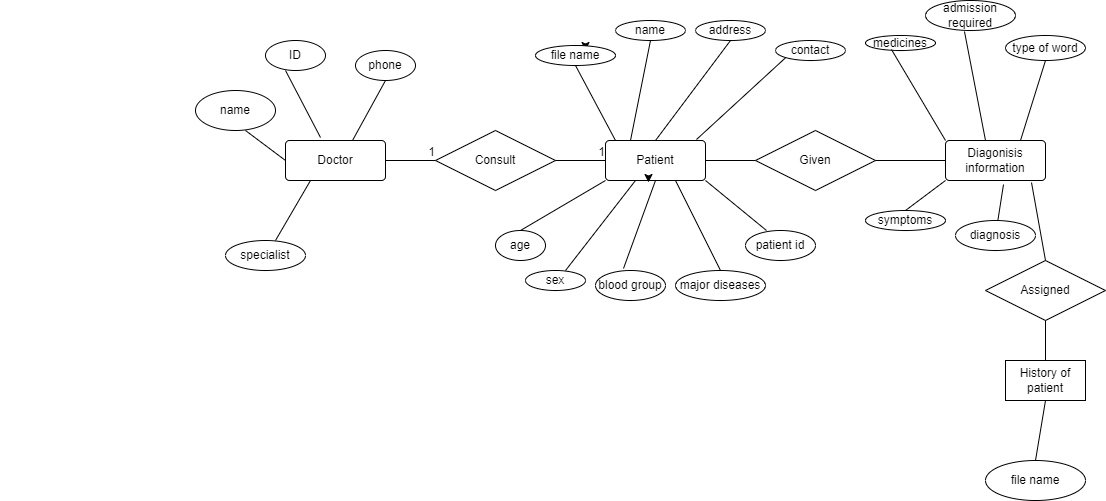 admission
required
name
address
medicines
type of word
contact
ID
file name
phone
name
1
1
Doctor
Consult
Patient
Given
Diagonisis
information
symptoms
diagnosis
age
patient id
specialist
sex
blood group
major diseases
Assigned
History of
patient
file name